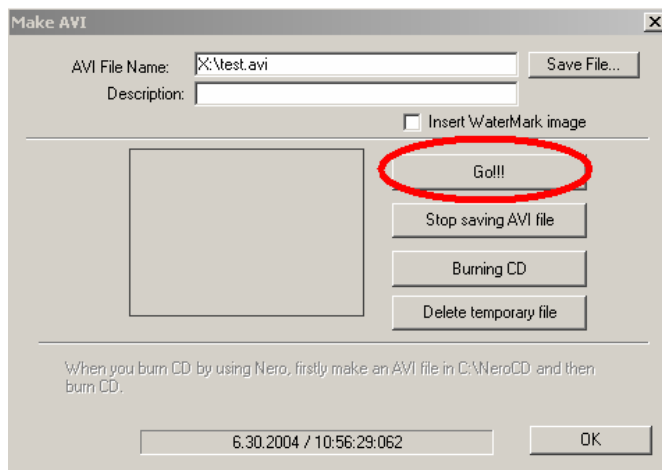 Make AVI
AVI File Name: X:\test.avi Save File...
Description:
Insert WaterMark image
Go!!!
Stop saving AVI file
Burning CD
Delete temporary file
When you burn CD by using Nero, firstly make an AVI file in C:\NeroCD and then
burn CD.
6.30.2004 / 10:56:29:062 OK